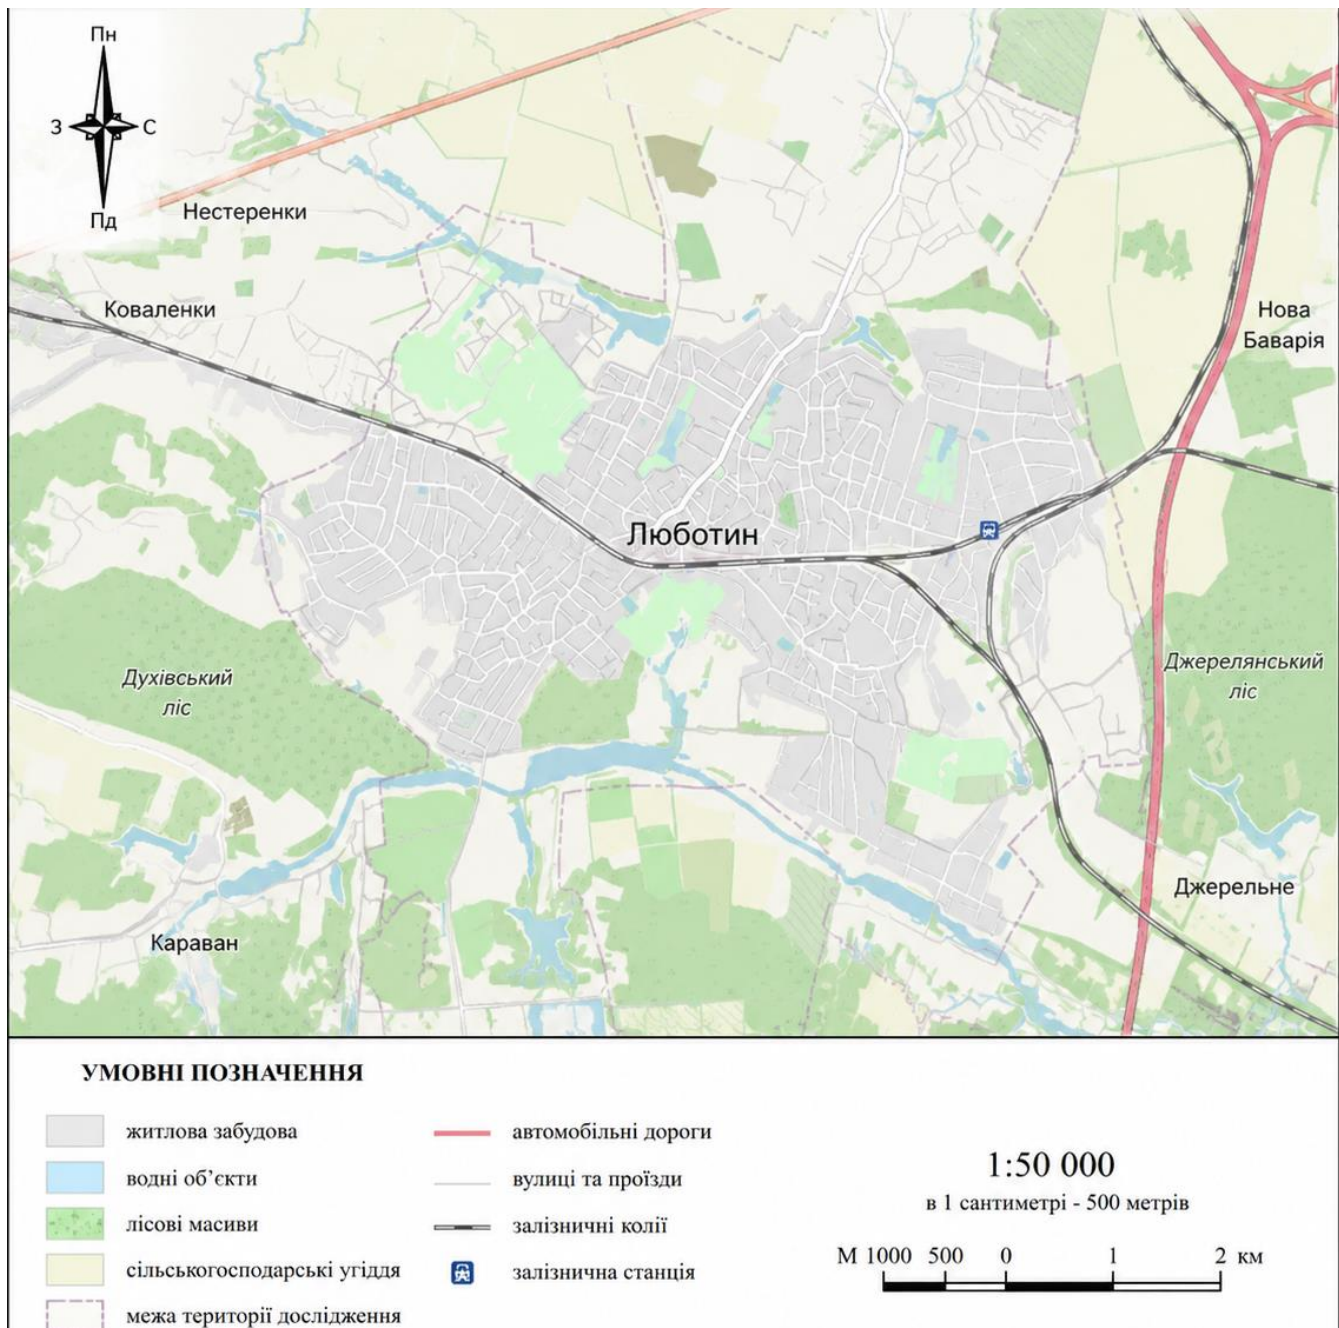 Пн
З С
Пд
Нестеренки
Коваленки
Нова
Баварія
Люботин
Духівський
ліс
Джерелянський
ліс
Джерельне
Караван
УМОВНІ ПОЗНАЧЕННЯ
житлова забудова
водні об’єкти
лісові масиви
сільськогосподарські угіддя
межа території дослідження
автомобільні дороги
вулиці та проїзди
залізничні колії
залізнична станція
1:50 000
в 1 сантиметрі - 500 метрів
М 1000 500 0 1 2 км